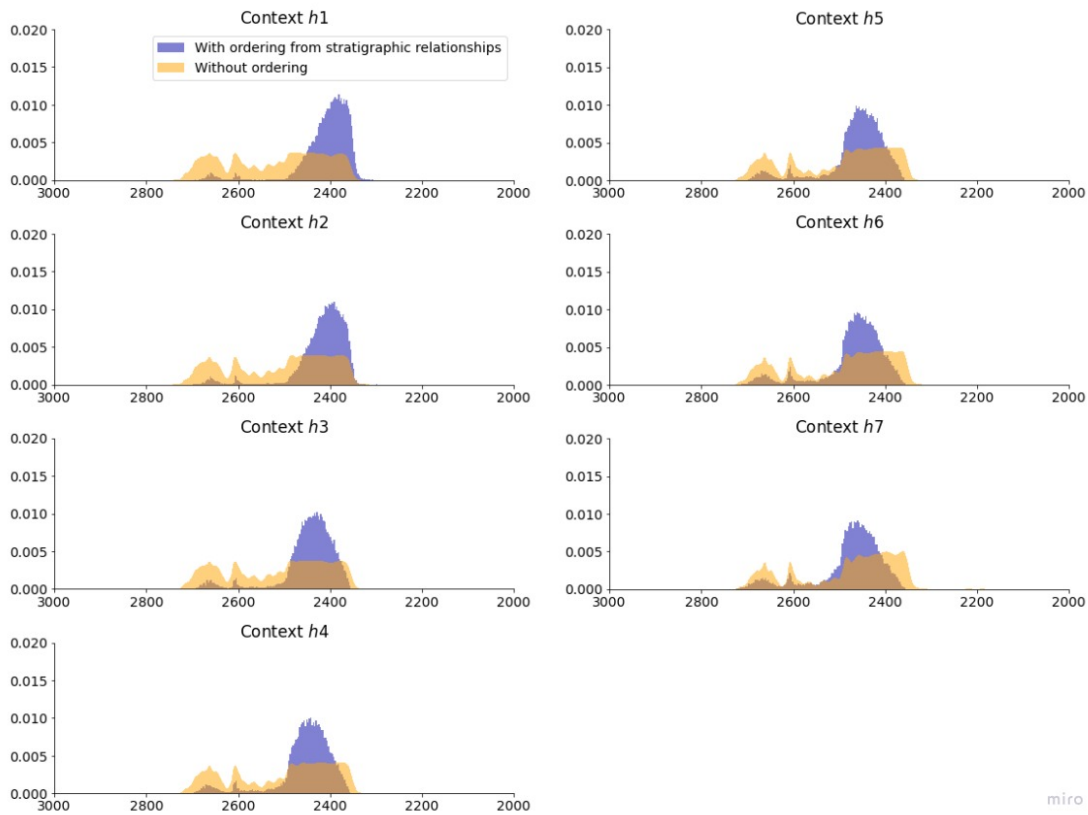 Context h1
0.020
0.015
0.010
0.005
0.000
With ordering from stratigraphic relationships
Without ordering
3000 2800 2600 2400 2200 2000
Context h2
0.020
0.015
0.010
0.005
0.000
3000 2800 2600 2400 2200 2000
Context h3
0.020
0.015
0.010
0.005
0.000
3000 2800 2600 2400 2200 2000
Context h4
0.020
0.015
0.010
0.005
0.000
3000 2800 2600 2400 2200 2000
Context h5
0.020
0.015
0.010
0.005
0.000
3000 2800 2600 2400 2200 2000
Context h6
0.020
0.015
0.010
0.005
0.000
3000 2800 2600 2400 2200 2000
Context h7
0.020
0.015
0.010
0.005
0.000
3000 2800 2600 2400 2200 2000
miro